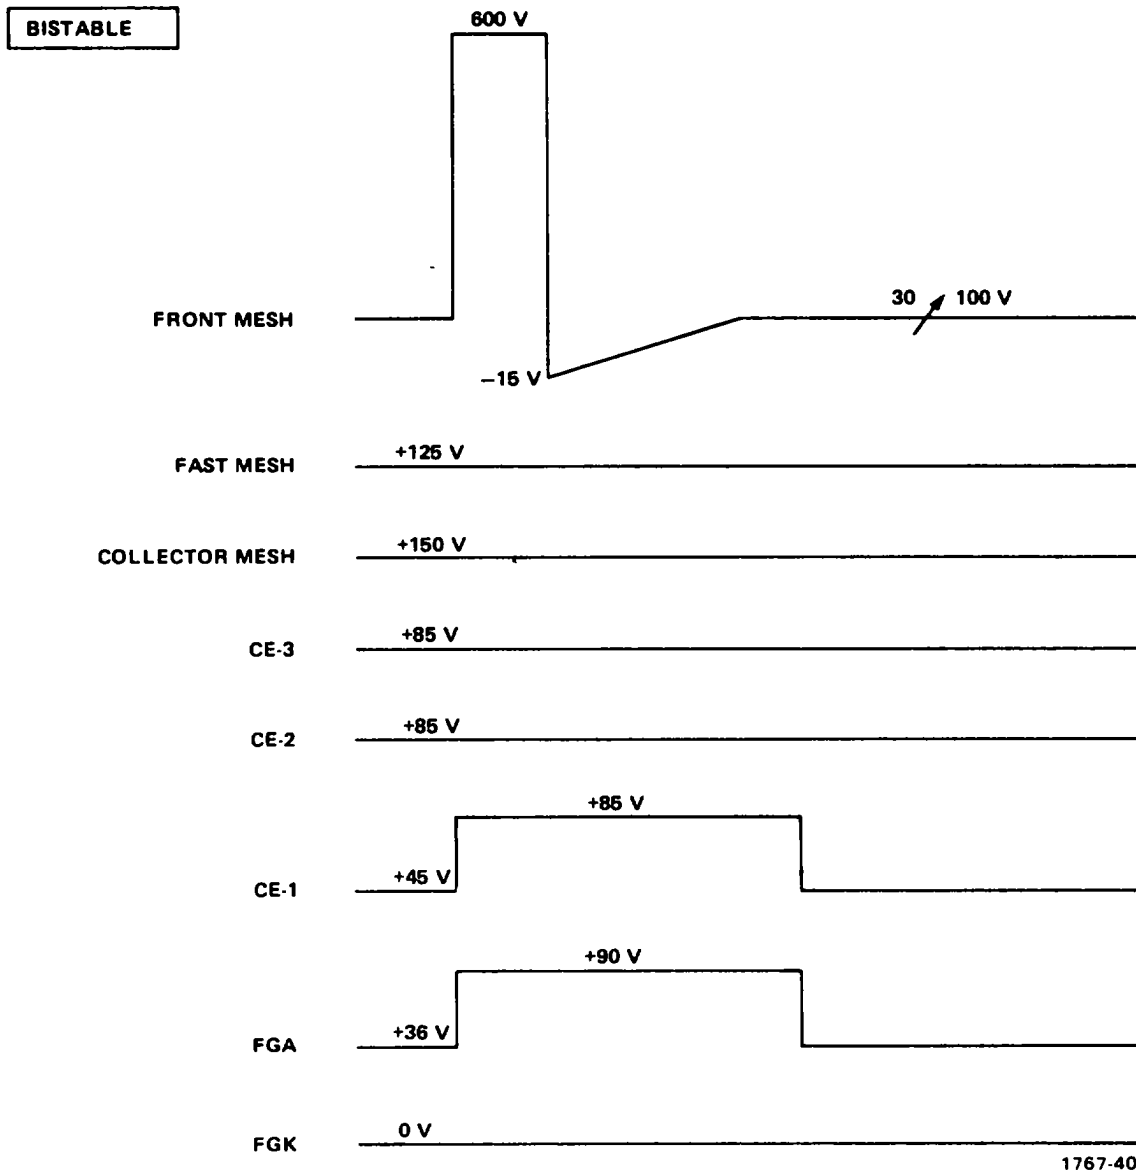 BISTABLE
600 V
FRONT MESH
30 100 V
−15 V
FAST MESH
+125 V
COLLECTOR MESH
+150 V
CE-3
+85 V
CE-2
+85 V
+85 V
CE-1
+45 V
+90 V
FGA
+36 V
FGK
0 V
1767-40